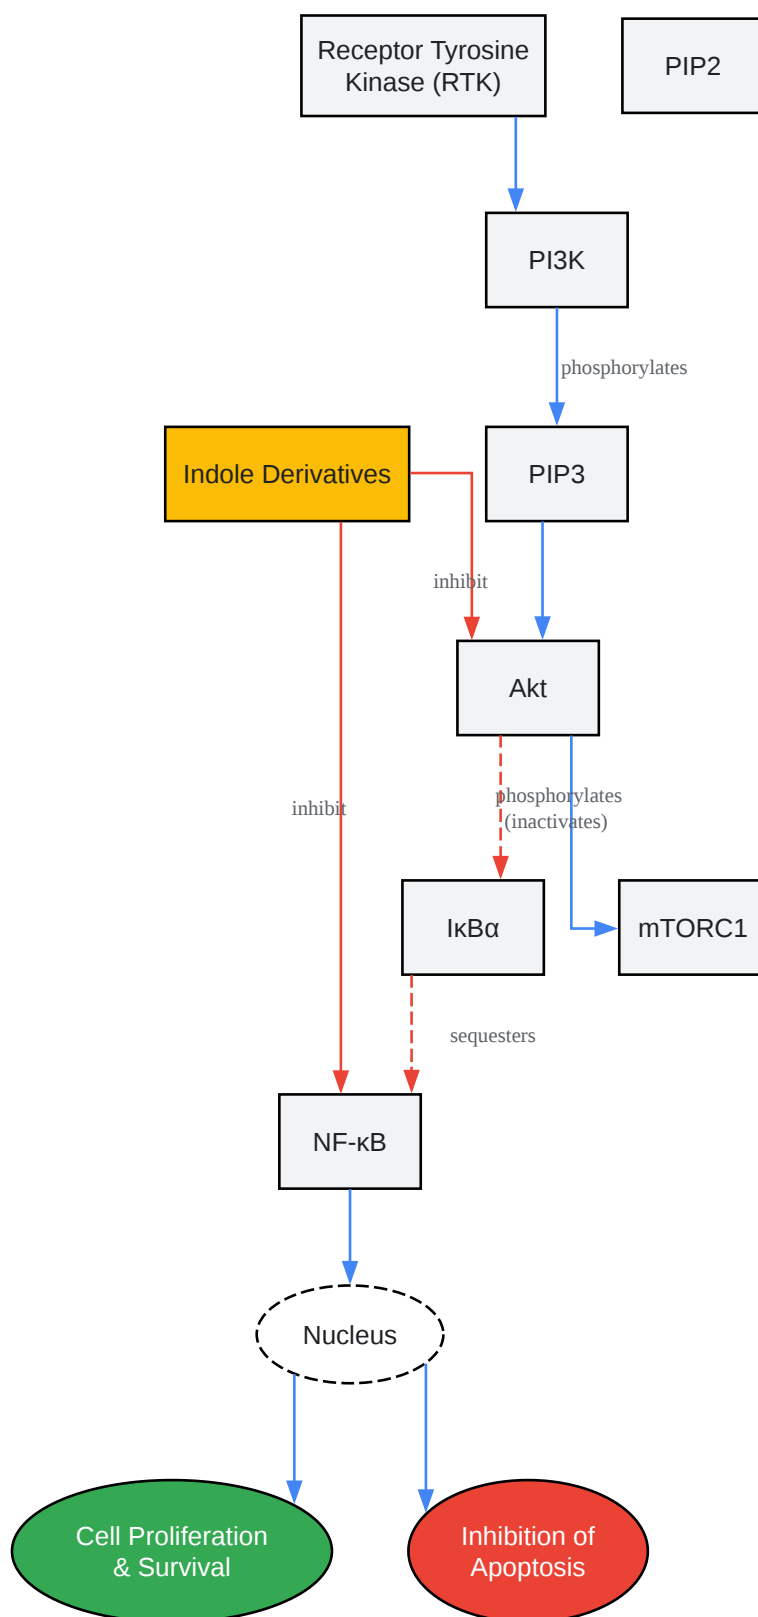 Receptor Tyrosine
Kinase (RTK)
PIP2
PI3K
phosphorylates
Indole Derivatives
PIP3
inhibit
Akt
phosphorylates
(inactivates)
inhibit
IκBα
mTORC1
sequesters
NF-κB
Nucleus
Cell Proliferation
& Survival
Inhibition of
Apoptosis